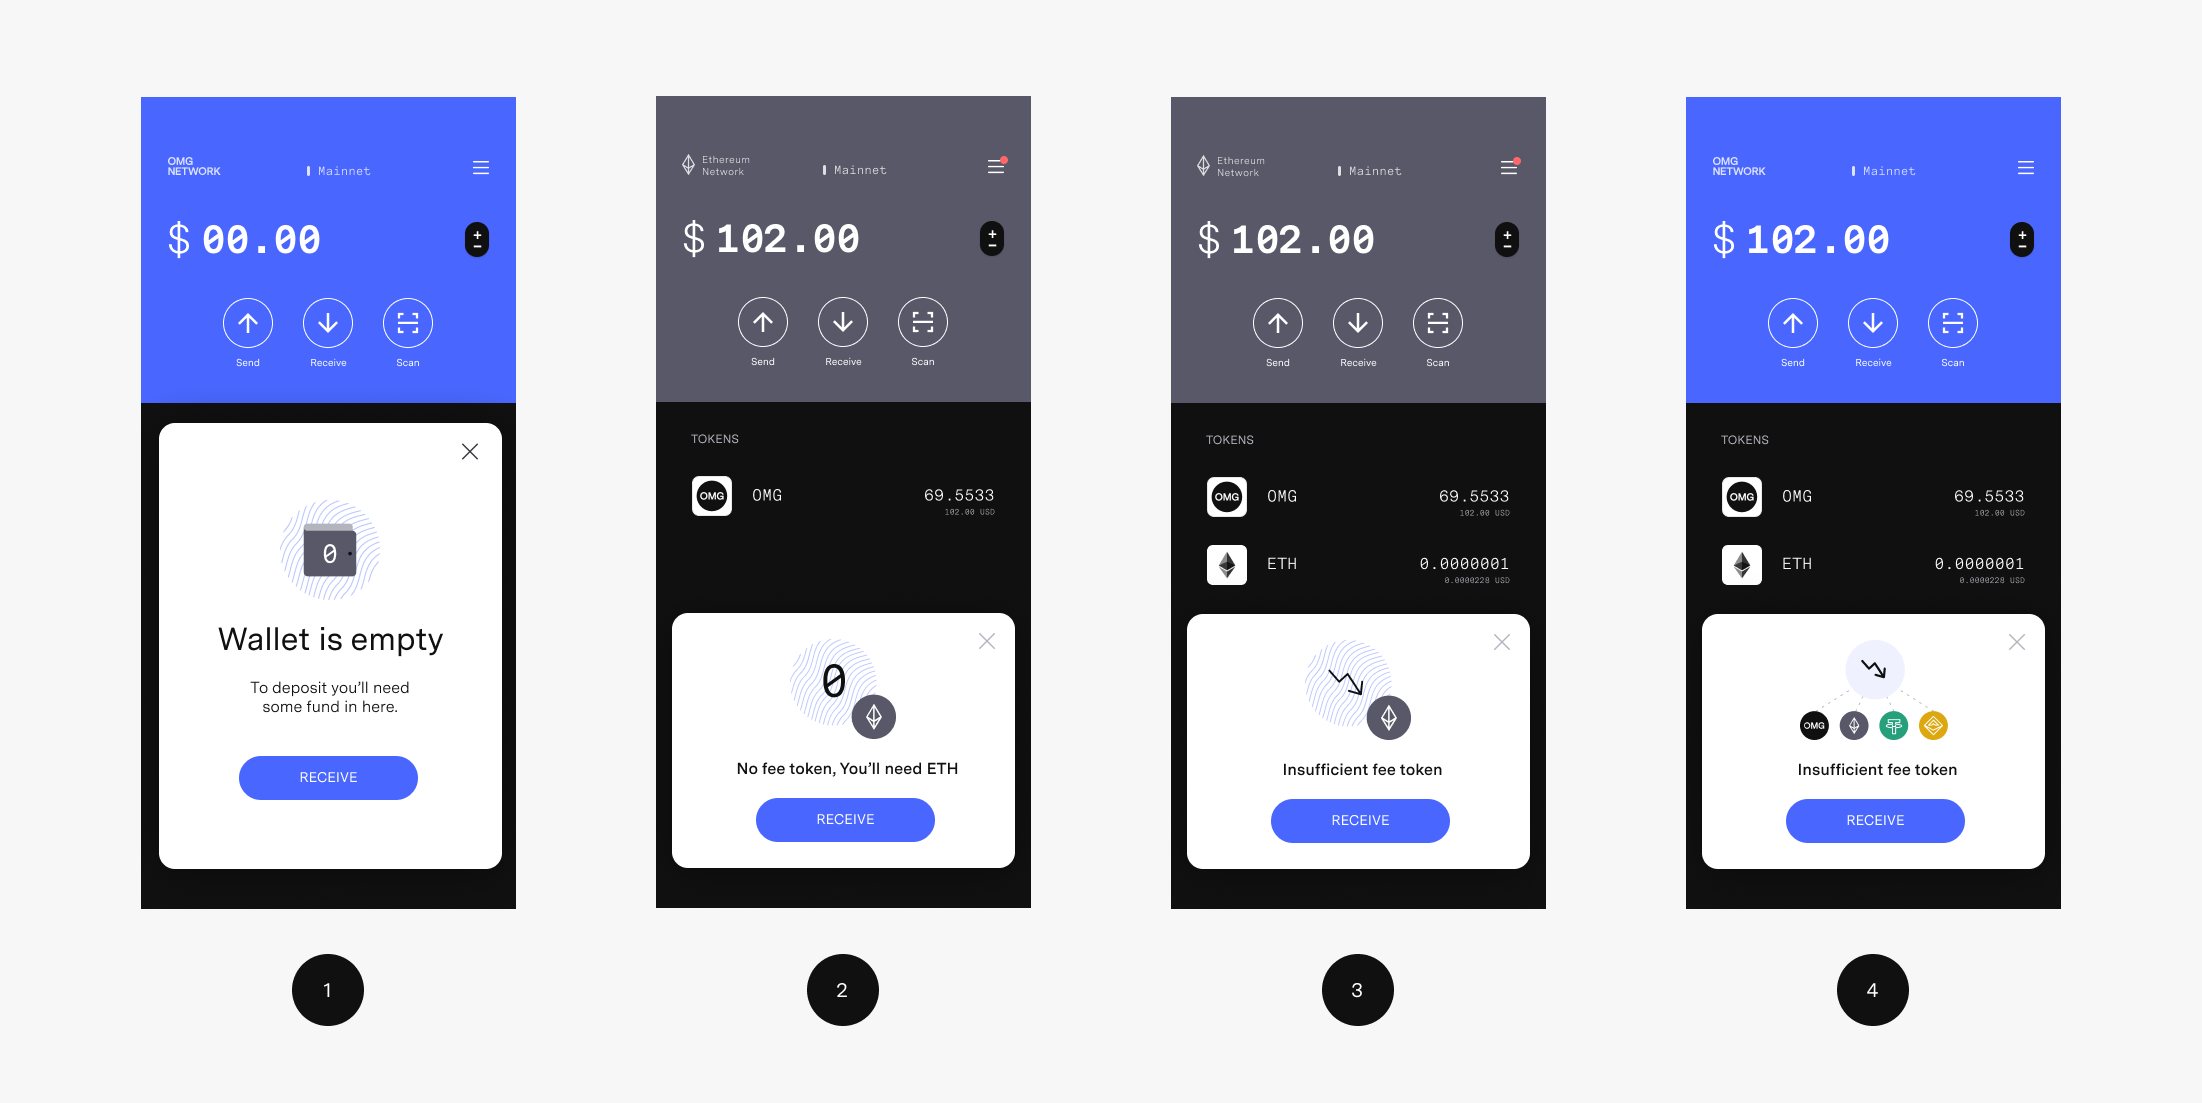 OMG
NETWORK
Mainnet
$ 00.00
+
−
Send
Receive
Scan
0
Wallet is empty
To deposit you’ll need
some fund in here.
RECEIVE
1
Ethereum
Network
Mainnet
$ 102.00
+
−
Send
Receive
Scan
TOKENS
OMG
OMG
69.5533
102.00 USD
0
No fee token, You’ll need ETH
RECEIVE
2
Ethereum
Network
Mainnet
$ 102.00
+
−
Send
Receive
Scan
TOKENS
OMG
OMG
69.5533
102.00 USD
ETH
0.0000001
0.0000228 USD
Insufficient fee token
RECEIVE
3
OMG
NETWORK
Mainnet
$ 102.00
+
−
Send
Receive
Scan
TOKENS
OMG
OMG
69.5533
102.00 USD
ETH
0.0000001
0.0000228 USD
OMG
Insufficient fee token
RECEIVE
4